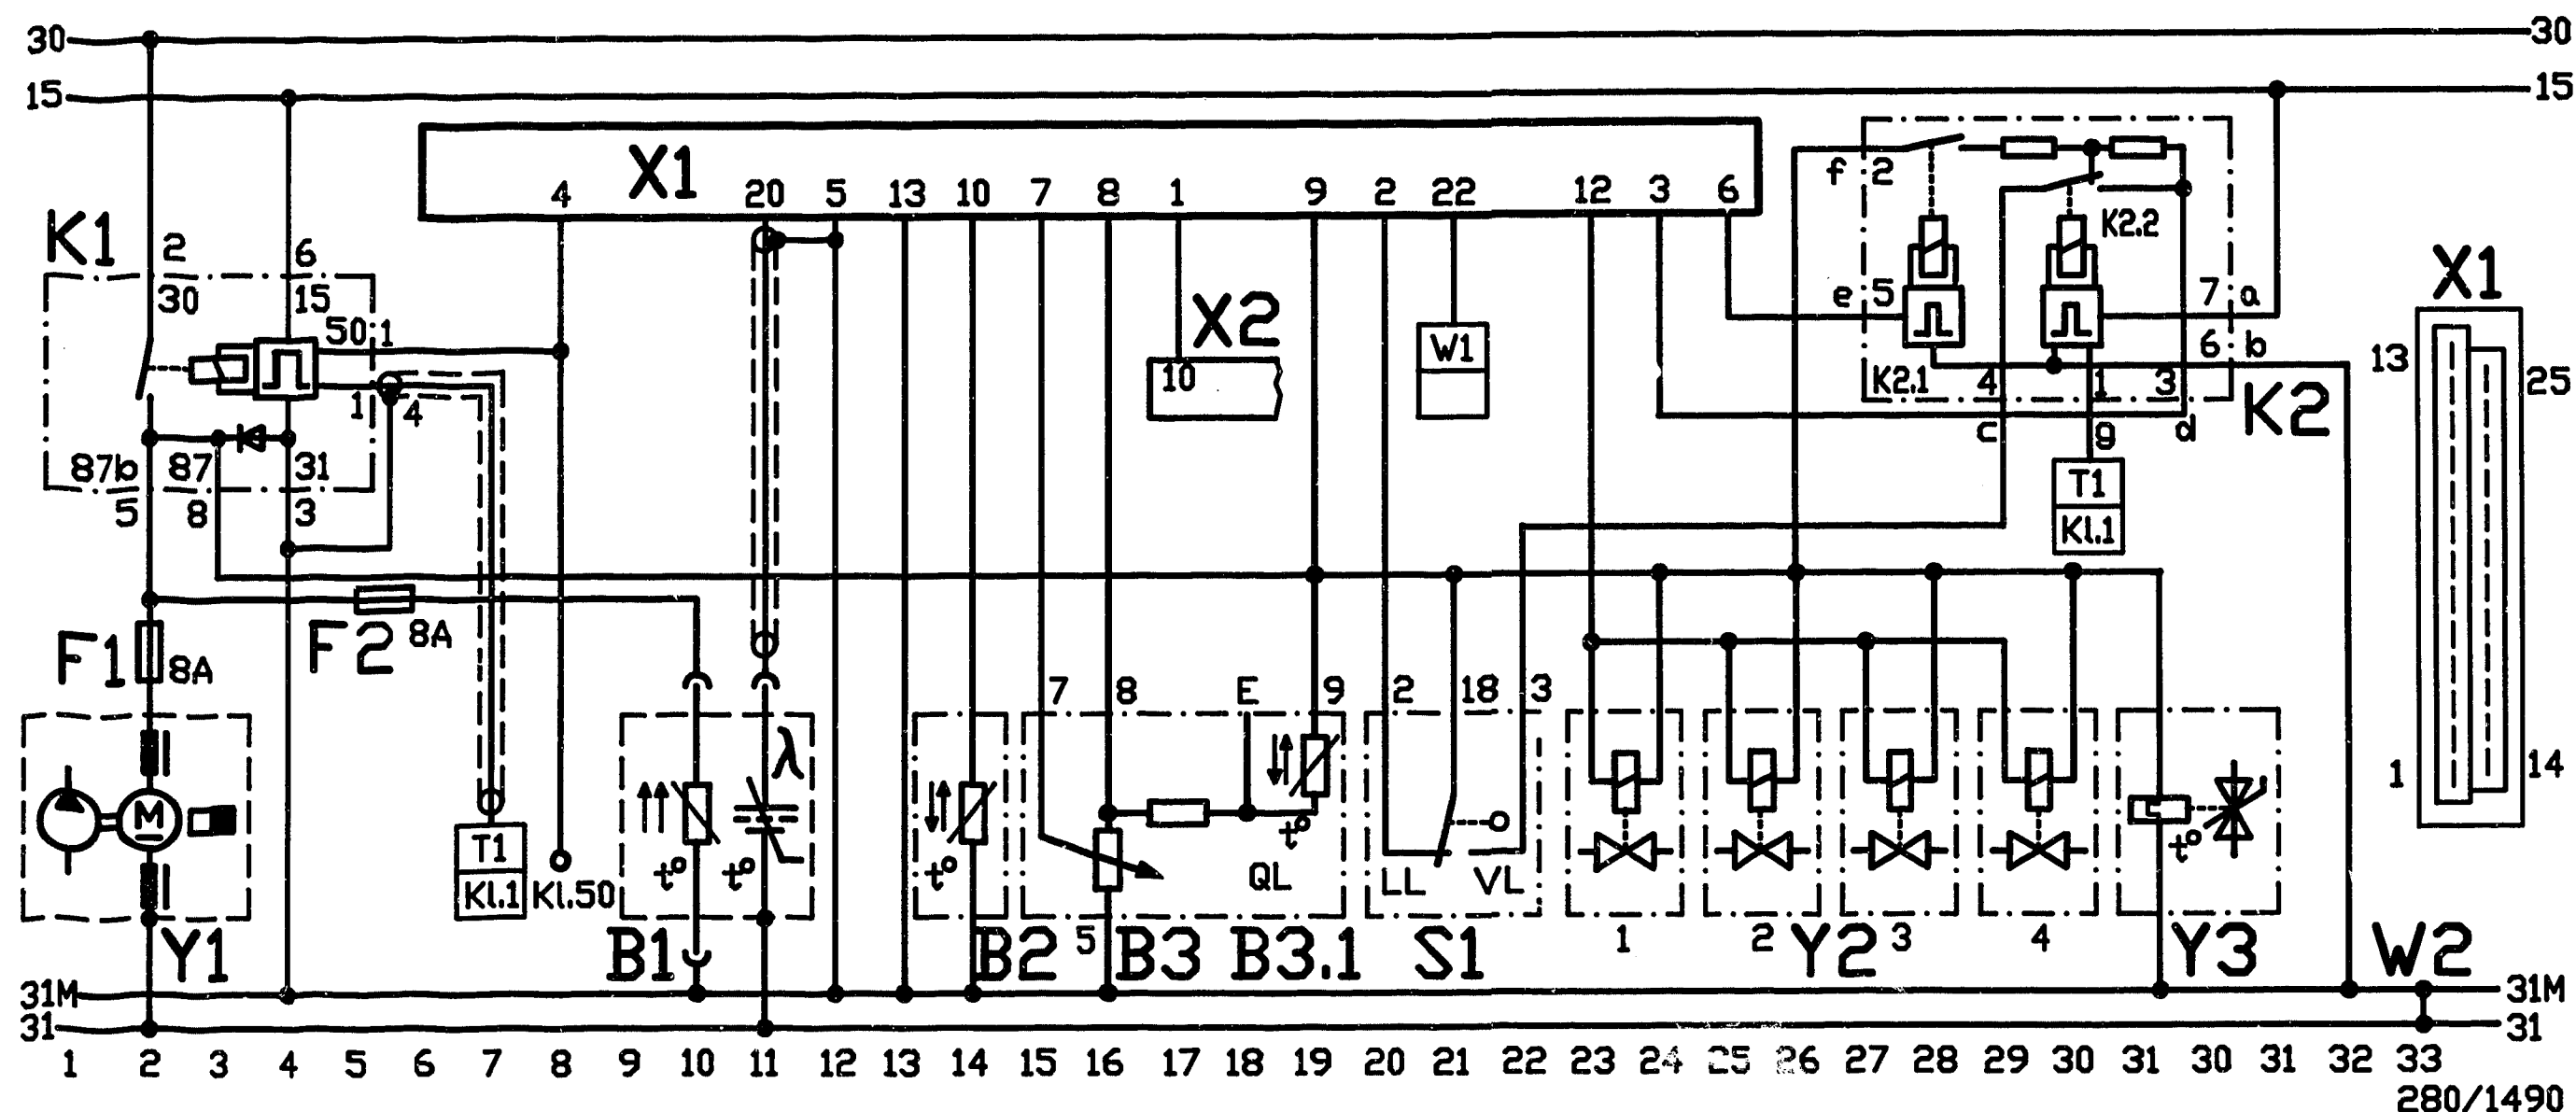 30 30
15 15
X1
4 20 5 13 10 7 8 1 9 2 22 12 3 6
f 2
K2.2
K1 2 6
30 15
X1
e 5 7 a
50 1
X2
W1
6 b
13 25
10
K2.1 4 1 3
K2
1 4
c g d
87b 87 31
5 8 3
T1
Kl.1
F1 8A
F2 8A
7 8 E 9 2 18 3
λ
1 14
M
T1
Kl.1
Kl.50
t° t° t° t° t°
QL LL VL
1 2 3 4
Y1 B1 B2 5 B3 B3.1 S1 Y2 Y3 W2
31M 31M
31 31
1 2 3 4 5 6 7 8 9 10 11 12 13 14 15 16 17 18 19 20 21 22 23 24 25 26 27 28 29 30 31 30 31 32 33
280/1490